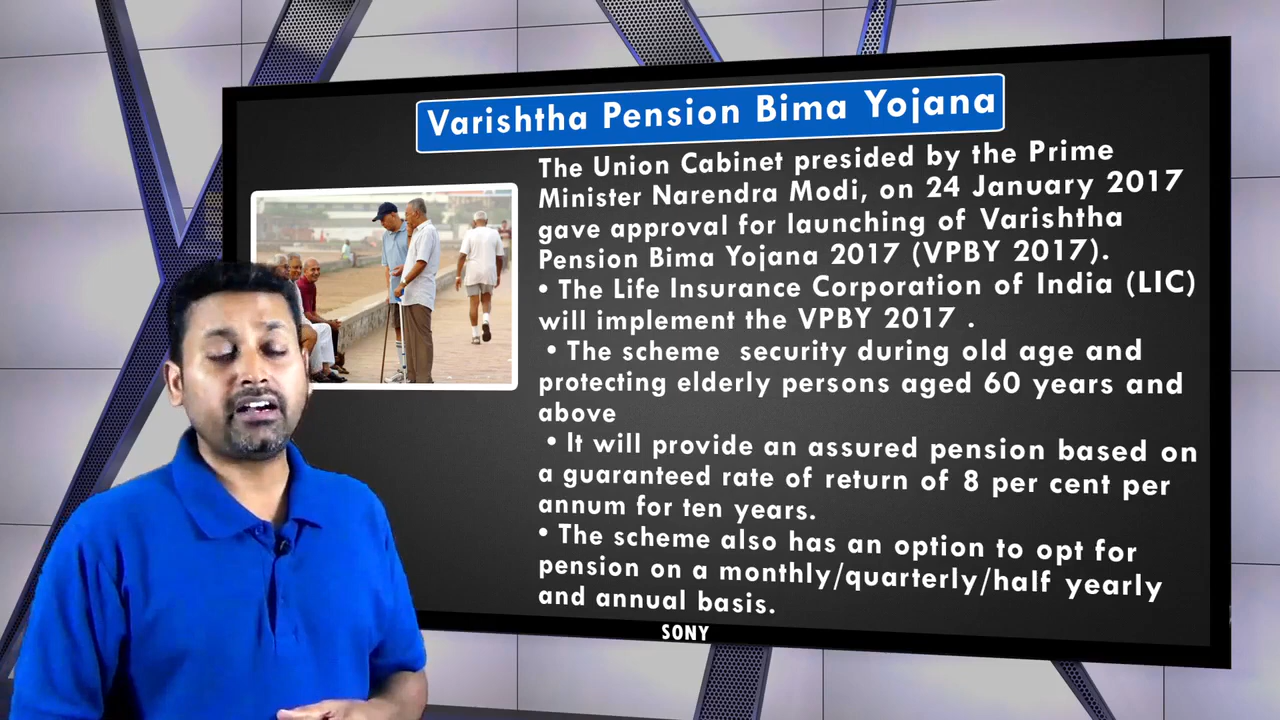 Varishtha Pension Bima Yojana
The Union Cabinet presided by the Prime
Minister Narendra Modi, on 24 January 2017
gave approval for launching of Varishtha
Pension Bima Yojana 2017 (VPBY 2017).
• The Life Insurance Corporation of India (LIC)
will implement the VPBY 2017 .
• The scheme security during old age and
protecting elderly persons aged 60 years and
above
• It will provide an assured pension based on
a guaranteed rate of return of 8 per cent per
annum for ten years.
• The scheme also has an option to opt for
pension on a monthly/quarterly/half yearly
and annual basis.
SONY